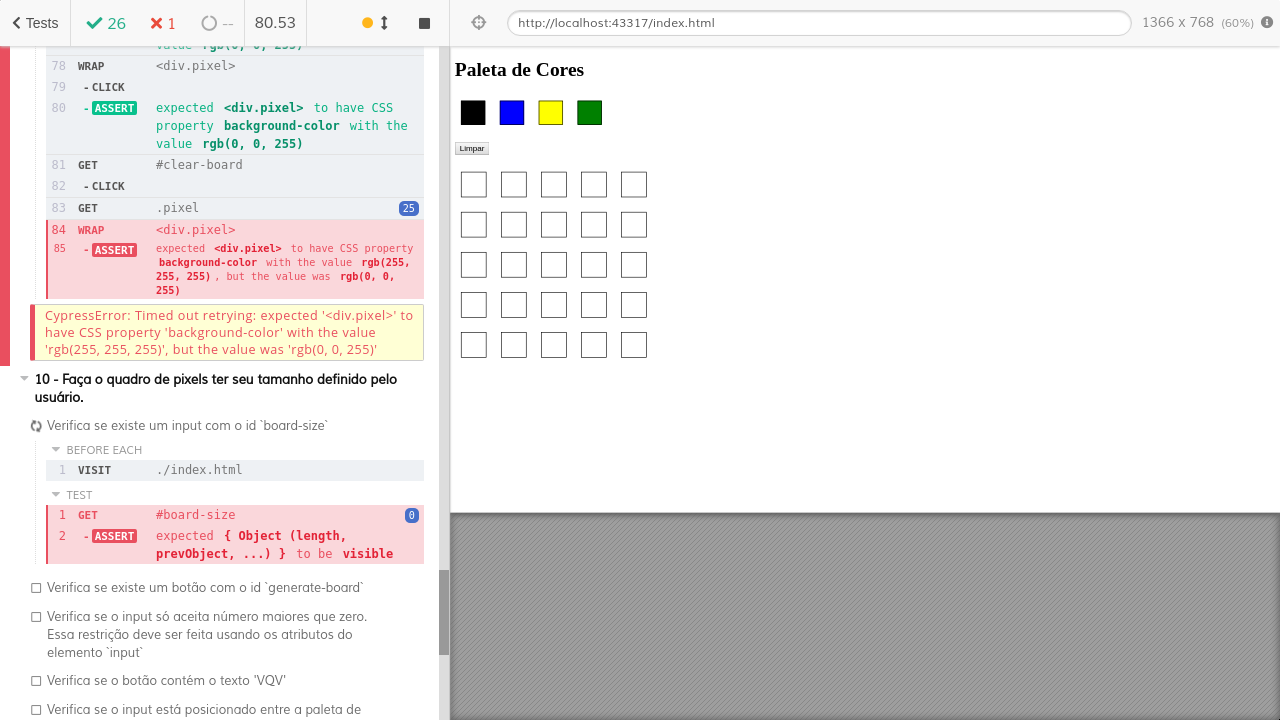 Tests
26
1
--
80.53
http://localhost:43317/index.html
1366 x 768 (60%)
value rgb(0, 0, 255)
78 WRAP <div.pixel>
79 - CLICK
80 - ASSERT expected <div.pixel> to have CSS
property background-color with the
value rgb(0, 0, 255)
81 GET #clear-board
82 - CLICK
83 GET .pixel 25
84 WRAP <div.pixel>
85 - ASSERT expected <div.pixel> to have CSS property
background-color with the value rgb(255,
255, 255) , but the value was rgb(0, 0,
255)
CypressError: Timed out retrying: expected '<div.pixel>' to
have CSS property 'background-color' with the value
'rgb(255, 255, 255)', but the value was 'rgb(0, 0, 255)'
10 - Faça o quadro de pixels ter seu tamanho definido pelo
usuário.
Verifica se existe um input com o id `board-size`
BEFORE EACH
1 VISIT ./index.html
TEST
1 GET #board-size 0
2 - ASSERT expected { Object (length,
prevObject, ...) } to be visible
Verifica se existe um botão com o id `generate-board`
Verifica se o input só aceita número maiores que zero.
Essa restrição deve ser feita usando os atributos do
elemento `input`
Verifica se o botão contém o texto 'VQV'
Verifica se o input está posicionado entre a paleta de
Paleta de Cores
Limpar